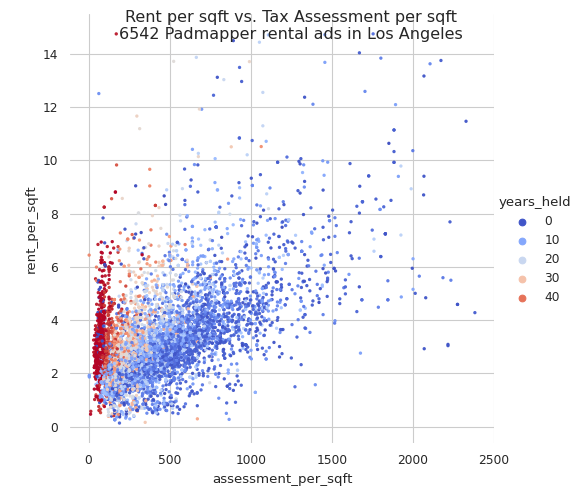 Rent per sqft vs. Tax Assessment per sqft
6542 Padmapper rental ads in Los Angeles
14
12
10
8
6
4
2
0
rent_per_sqft
0 500 1000 1500 2000 2500
assessment_per_sqft
years_held
0
10
20
30
40